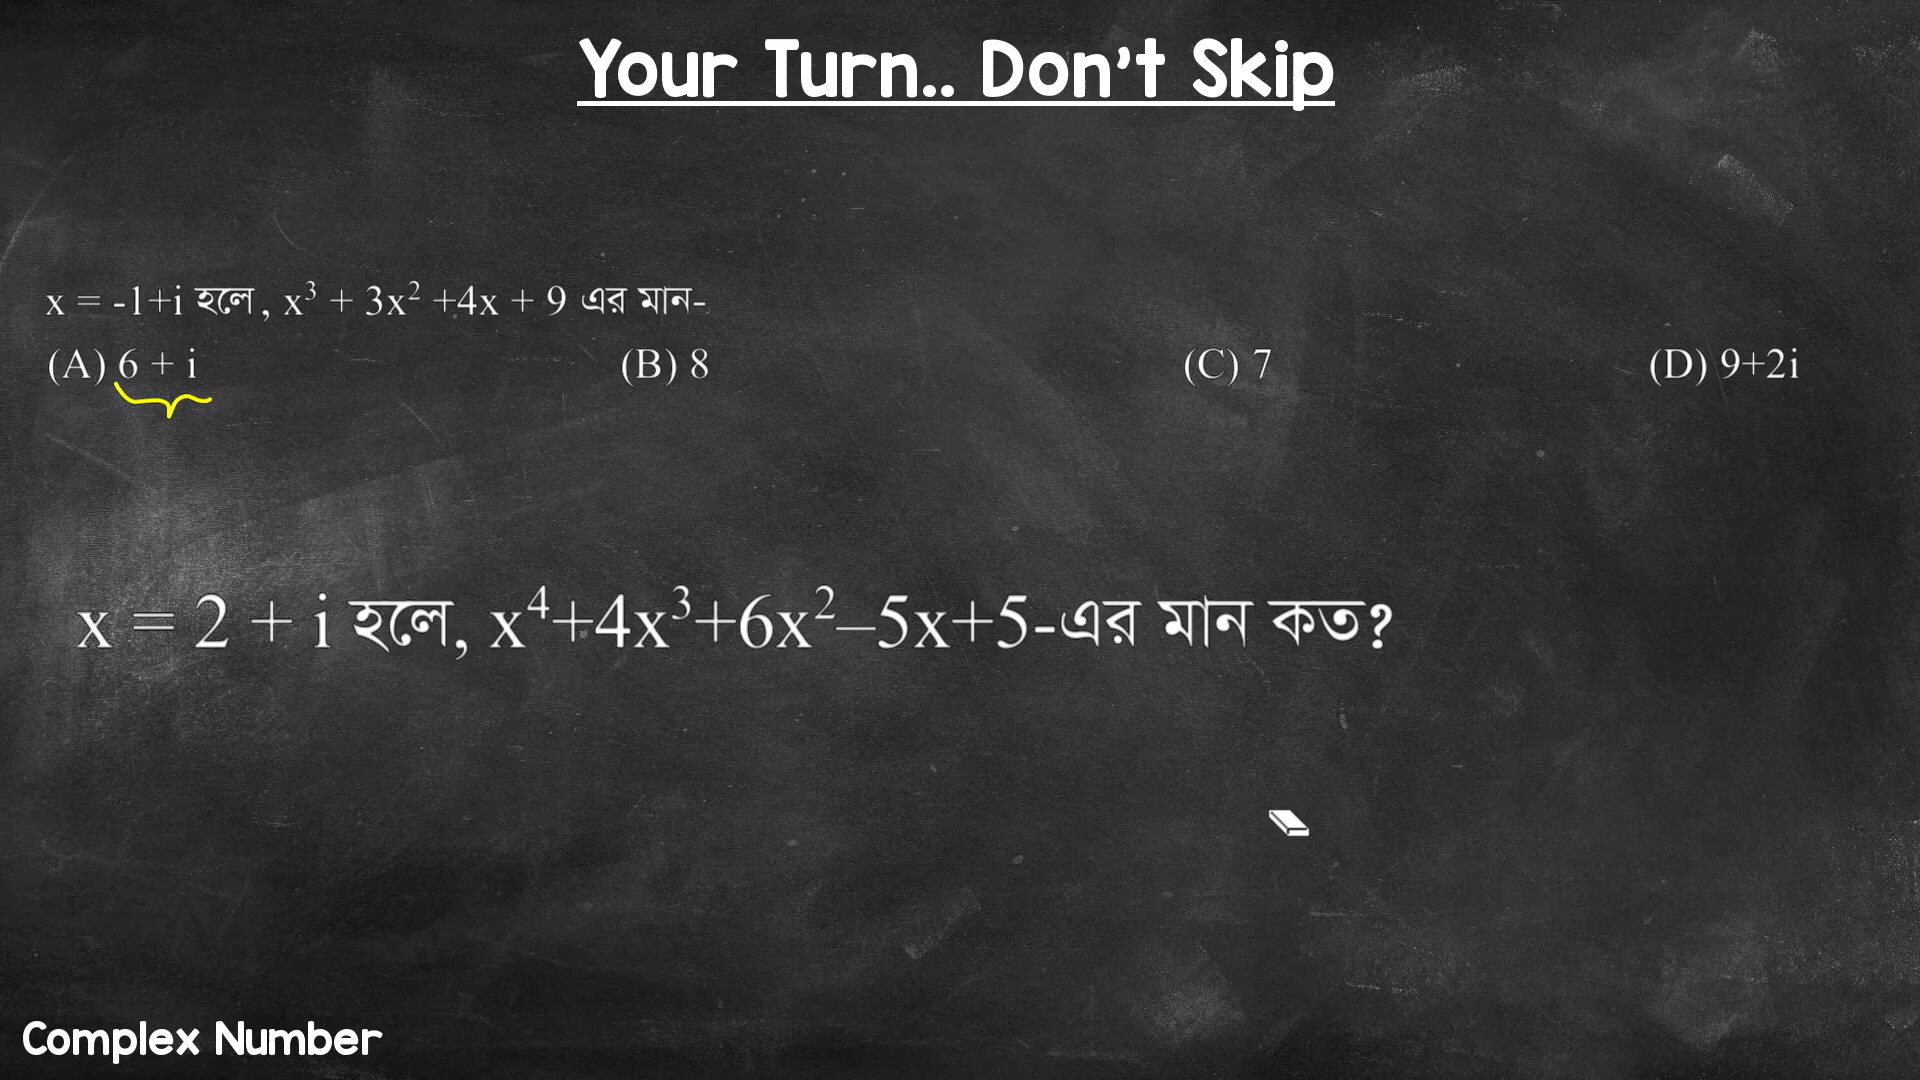 Your Turn.. Don't Skip
x = -1+i হলে, x³ + 3x² +4x + 9 এর মান-
(A) 6 + i (B) 8 (C) 7 (D) 9+2i
x = 2 + i হলে, x⁴+4x³+6x²–5x+5-এর মান কত?
Complex Number